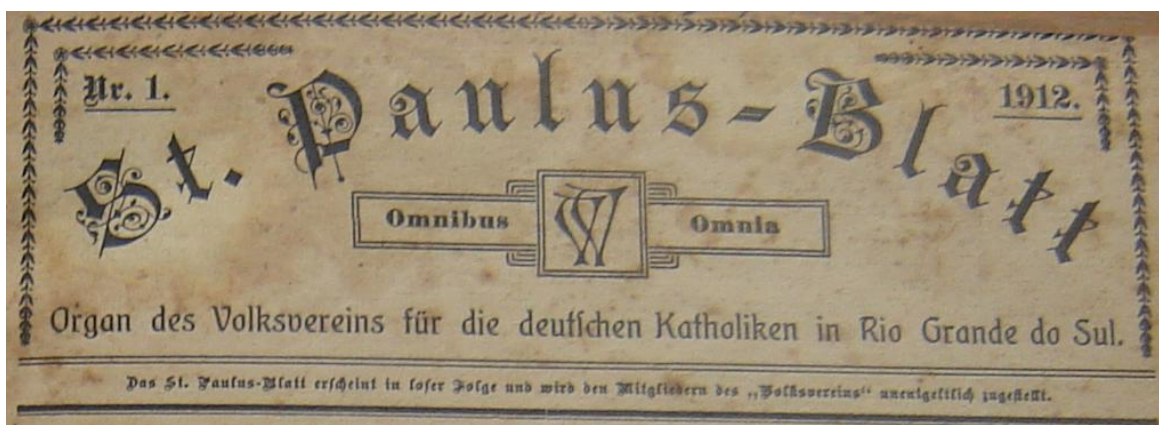 Nr. 1.
1912.
St. Paulus-Blatt
Omnibus
Omnia
Organ des Volksvereins für die deutſchen Katholiken in Rio Grande do Sul.
Das St. Paulus-Blatt erſcheint in loſer Folge und wird den Mitgliedern des „Volksvereins“ unentgeltlich zugeſtellt.